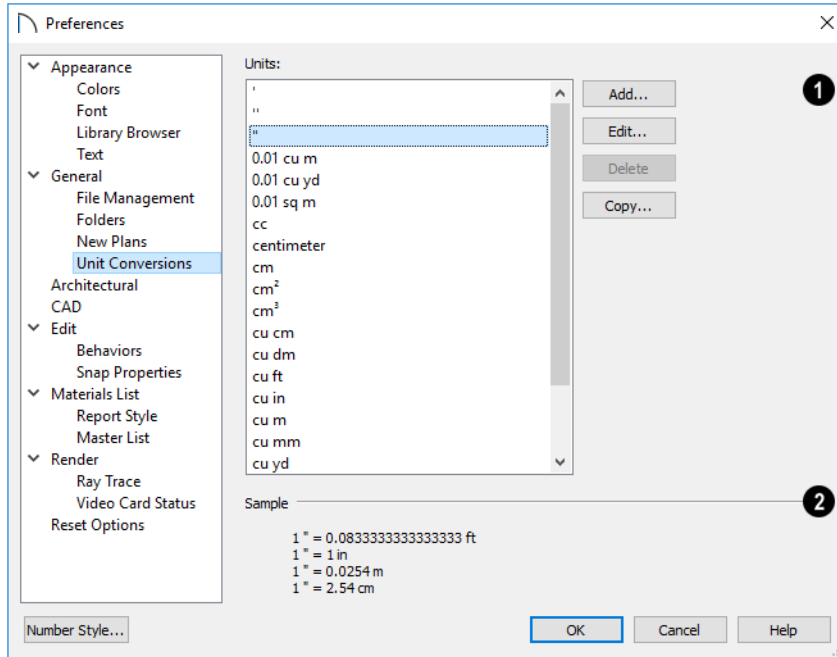 Preferences
Appearance
Colors
Font
Library Browser
Text
General
File Management
Folders
New Plans
Unit Conversions
Architectural
CAD
Edit
Behaviors
Snap Properties
Materials List
Report Style
Master List
Render
Ray Trace
Video Card Status
Reset Options
Units:
'
''
"
0.01 cu m
0.01 cu yd
0.01 sq m
cc
centimeter
cm
cm²
cm³
cu cm
cu dm
cu ft
cu in
cu m
cu mm
cu yd
Add...
Edit...
Delete
Copy...
1
Sample
2
1 " = 0.0833333333333333 ft
1 " = 1 in
1 " = 0.0254 m
1 " = 2.54 cm
Number Style...
OK
Cancel
Help